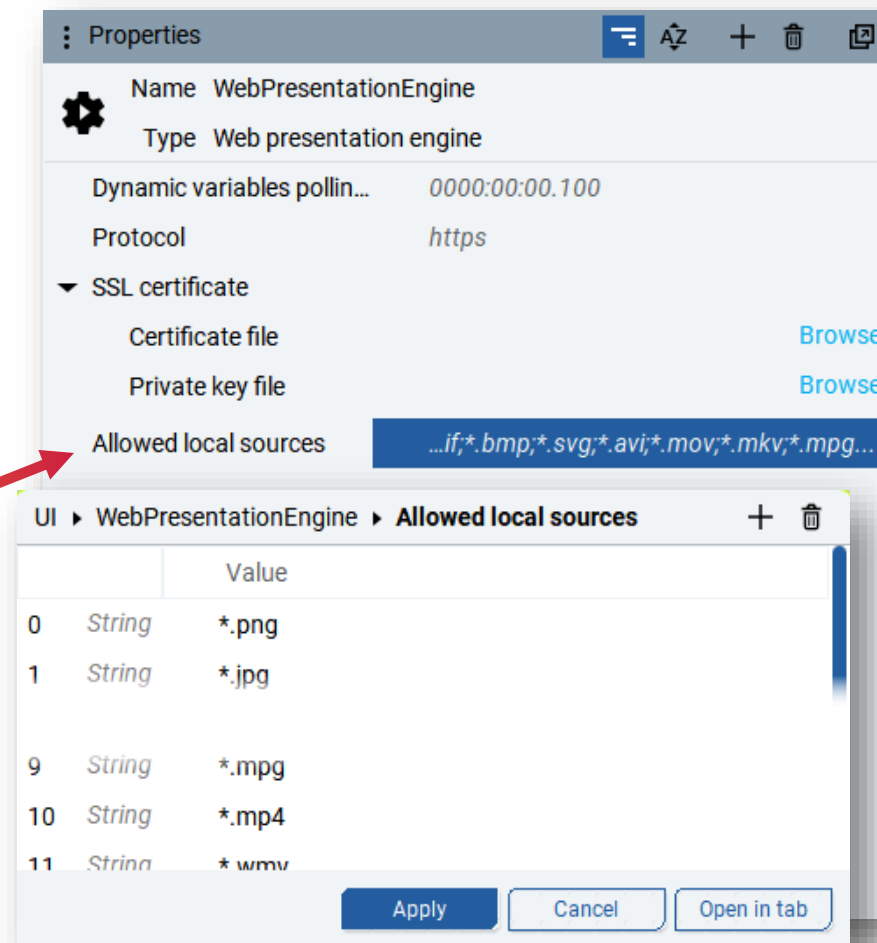 Properties
Name WebPresentationEngine
Type Web presentation engine
Dynamic variables pollin... 0000:00:00.100
Protocol https
SSL certificate
Certificate file Browse
Private key file Browse
Allowed local sources ...if;*.bmp;*.svg;*.avi;*.mov;*.mkv;*.mpg...
UI WebPresentationEngine Allowed local sources
Value
0 String *.png
1 String *.jpg
9 String *.mpg
10 String *.mp4
11 String *.wmv
Apply Cancel Open in tab